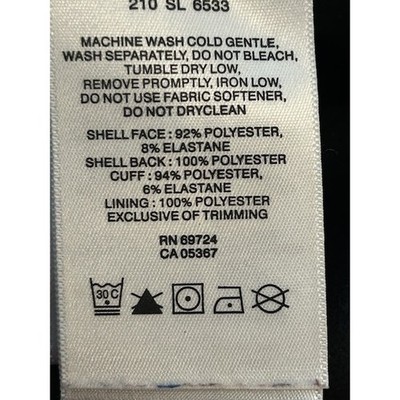 210 SL 6533
MACHINE WASH COLD GENTLE,
WASH SEPARATELY, DO NOT BLEACH,
TUMBLE DRY LOW,
REMOVE PROMPTLY, IRON LOW,
DO NOT USE FABRIC SOFTENER,
DO NOT DRYCLEAN
SHELL FACE : 92% POLYESTER,
8% ELASTANE
SHELL BACK : 100% POLYESTER
CUFF : 94% POLYESTER,
6% ELASTANE
LINING : 100% POLYESTER
EXCLUSIVE OF TRIMMING
RN 69724
CA 05367
30 C